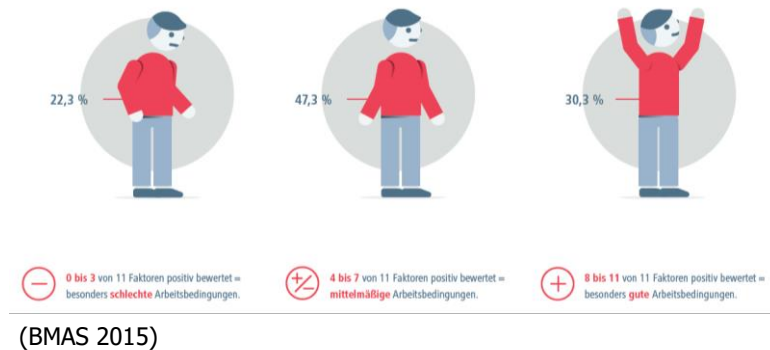 22,3 %
47,3 %
30,3 %
0 bis 3 von 11 Faktoren positiv bewertet =
besonders schlechte Arbeitsbedingungen.
4 bis 7 von 11 Faktoren positiv bewertet =
mittelmäßige Arbeitsbedingungen.
8 bis 11 von 11 Faktoren positiv bewertet =
besonders gute Arbeitsbedingungen.
(BMAS 2015)